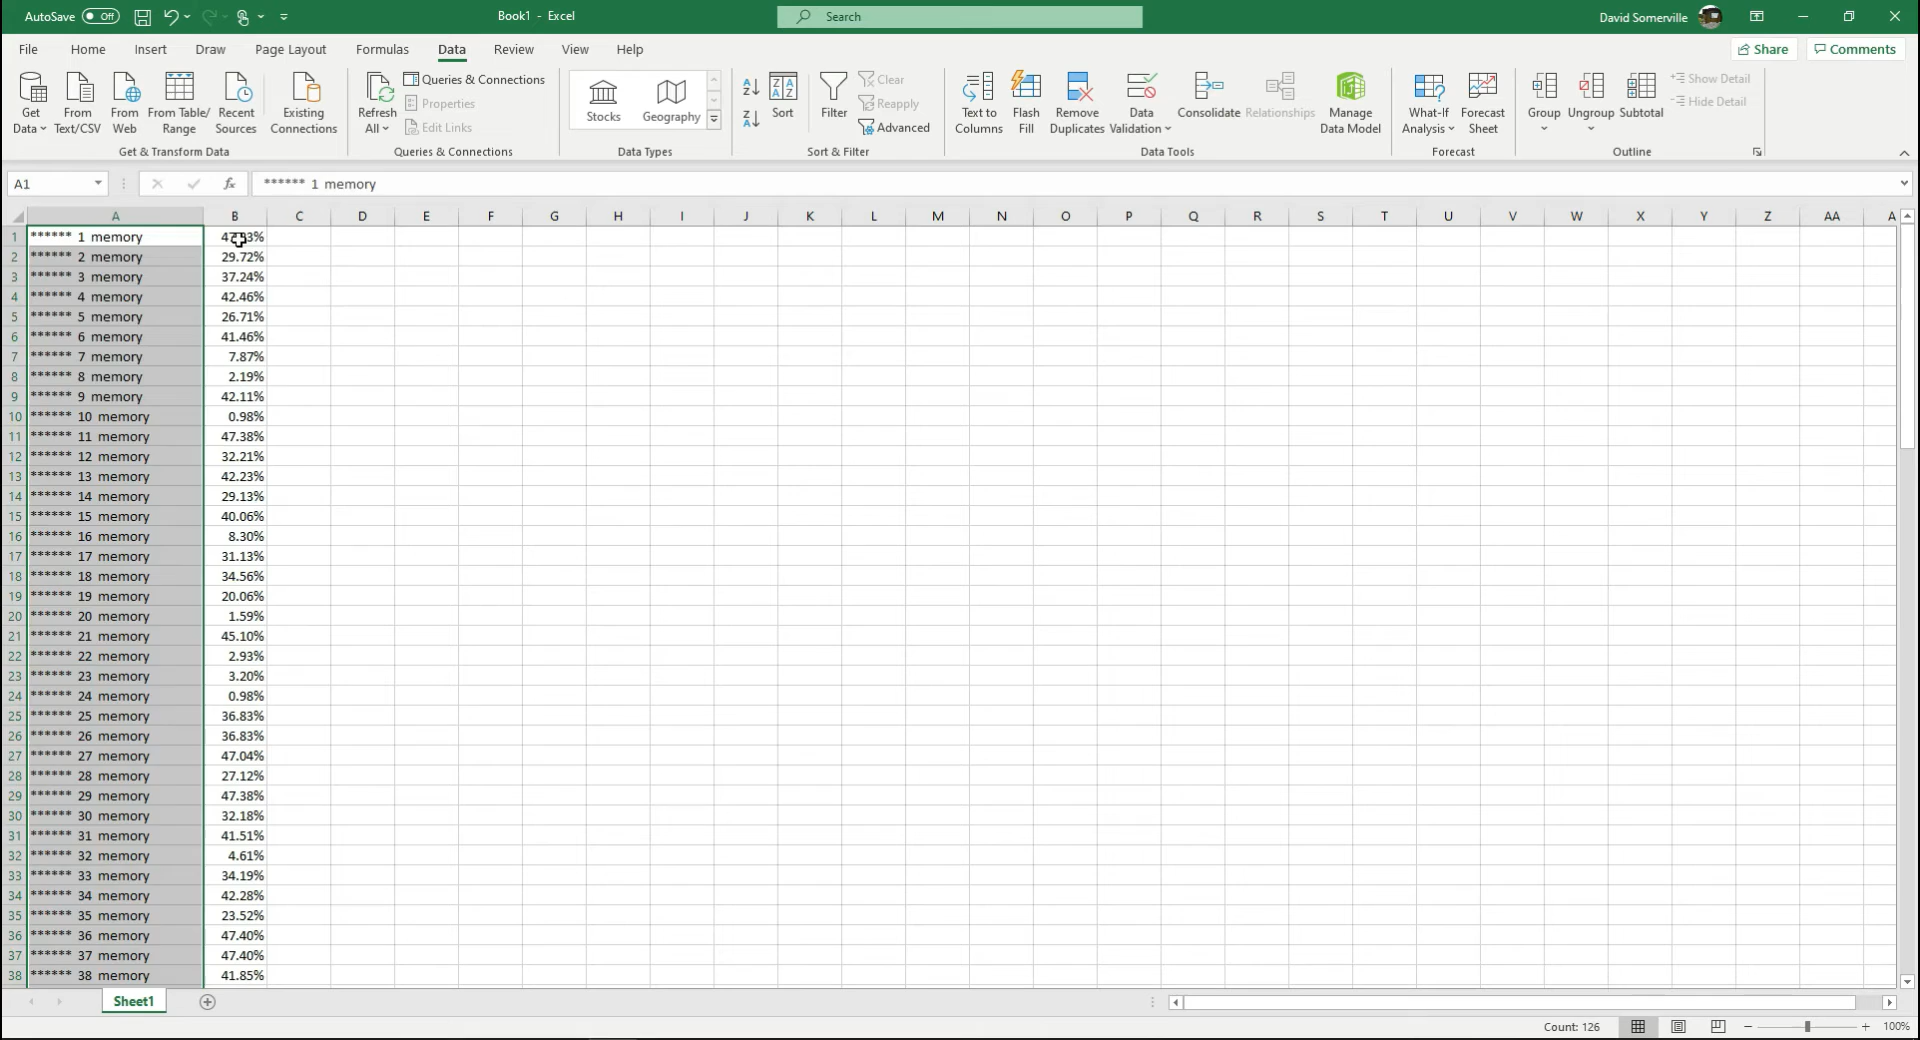 AutoSave Off
Book1 - Excel
Search
David Somerville
File Home Insert Draw Page Layout Formulas Data Review View Help
Share Comments
Get Data
From Text/CSV
From Web
From Table/ Range
Recent Sources
Existing Connections
Get & Transform Data
Refresh All
Queries & Connections
Properties
Edit Links
Queries & Connections
Stocks
Geography
Data Types
Sort
Filter
Clear
Reapply
Advanced
Sort & Filter
Text to Columns
Flash Fill
Remove Duplicates
Data Validation
Consolidate
Relationships
Manage Data Model
Data Tools
What-If Analysis
Forecast Sheet
Forecast
Group
Ungroup
Subtotal
Show Detail
Hide Detail
Outline
A1 fx ****** 1 memory
A B C D E F G H I J K L M N O P Q R S T U V W X Y Z AA A
1 ****** 1 memory
2 ****** 2 memory 29.72%
3 ****** 3 memory 37.24%
4 ****** 4 memory 42.46%
5 ****** 5 memory 26.71%
6 ****** 6 memory 41.46%
7 ****** 7 memory 7.87%
8 ****** 8 memory 2.19%
9 ****** 9 memory 42.11%
10 ****** 10 memory 0.98%
11 ****** 11 memory 47.38%
12 ****** 12 memory 32.21%
13 ****** 13 memory 42.23%
14 ****** 14 memory 29.13%
15 ****** 15 memory 40.06%
16 ****** 16 memory 8.30%
17 ****** 17 memory 31.13%
18 ****** 18 memory 34.56%
19 ****** 19 memory 20.06%
20 ****** 20 memory 1.59%
21 ****** 21 memory 45.10%
22 ****** 22 memory 2.93%
23 ****** 23 memory 3.20%
24 ****** 24 memory 0.98%
25 ****** 25 memory 36.83%
26 ****** 26 memory 36.83%
27 ****** 27 memory 47.04%
28 ****** 28 memory 27.12%
29 ****** 29 memory 47.38%
30 ****** 30 memory 32.18%
31 ****** 31 memory 41.51%
32 ****** 32 memory 4.61%
33 ****** 33 memory 34.19%
34 ****** 34 memory 42.28%
35 ****** 35 memory 23.52%
36 ****** 36 memory 47.40%
37 ****** 37 memory 47.40%
38 ****** 38 memory 41.85%
Sheet1
Count: 126
100%